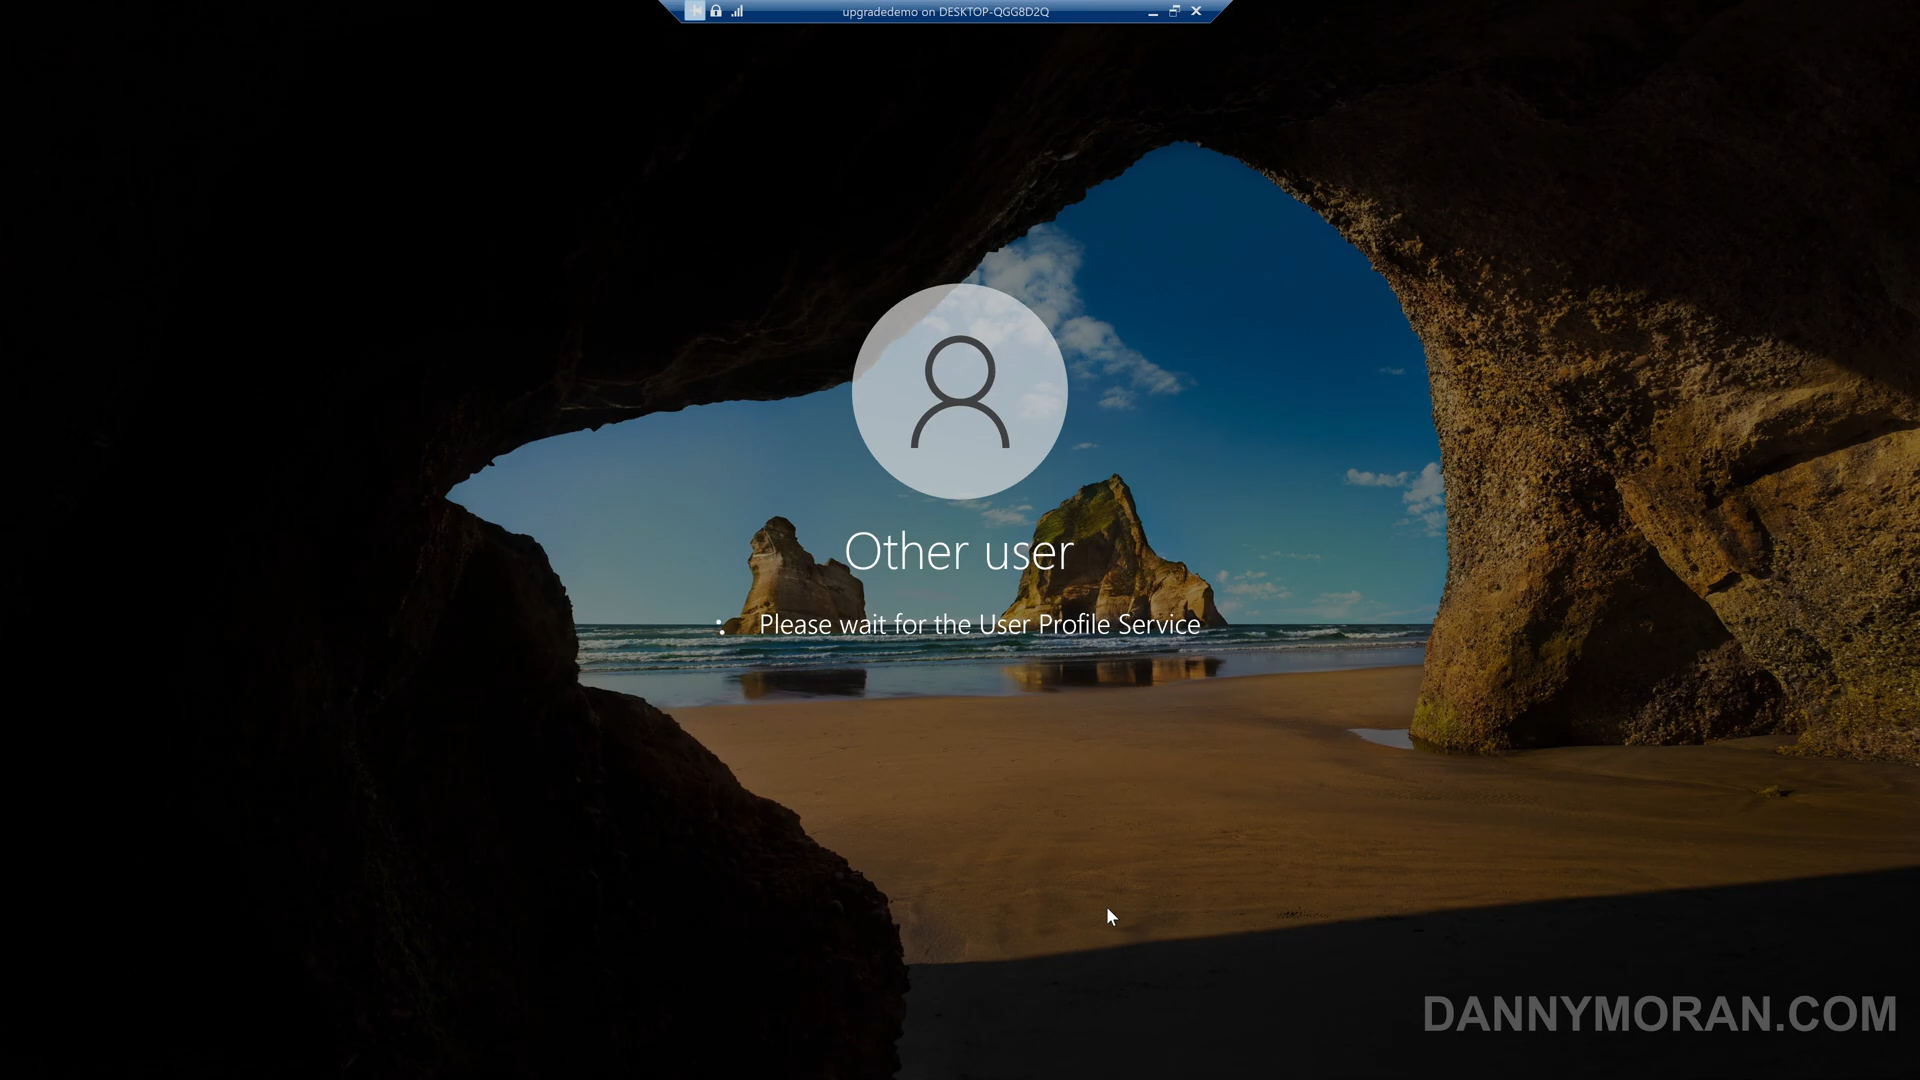 upgradedemo on DESKTOP-QGG8D2Q
Other user
Please wait for the User Profile Service
DANNYMORAN.COM